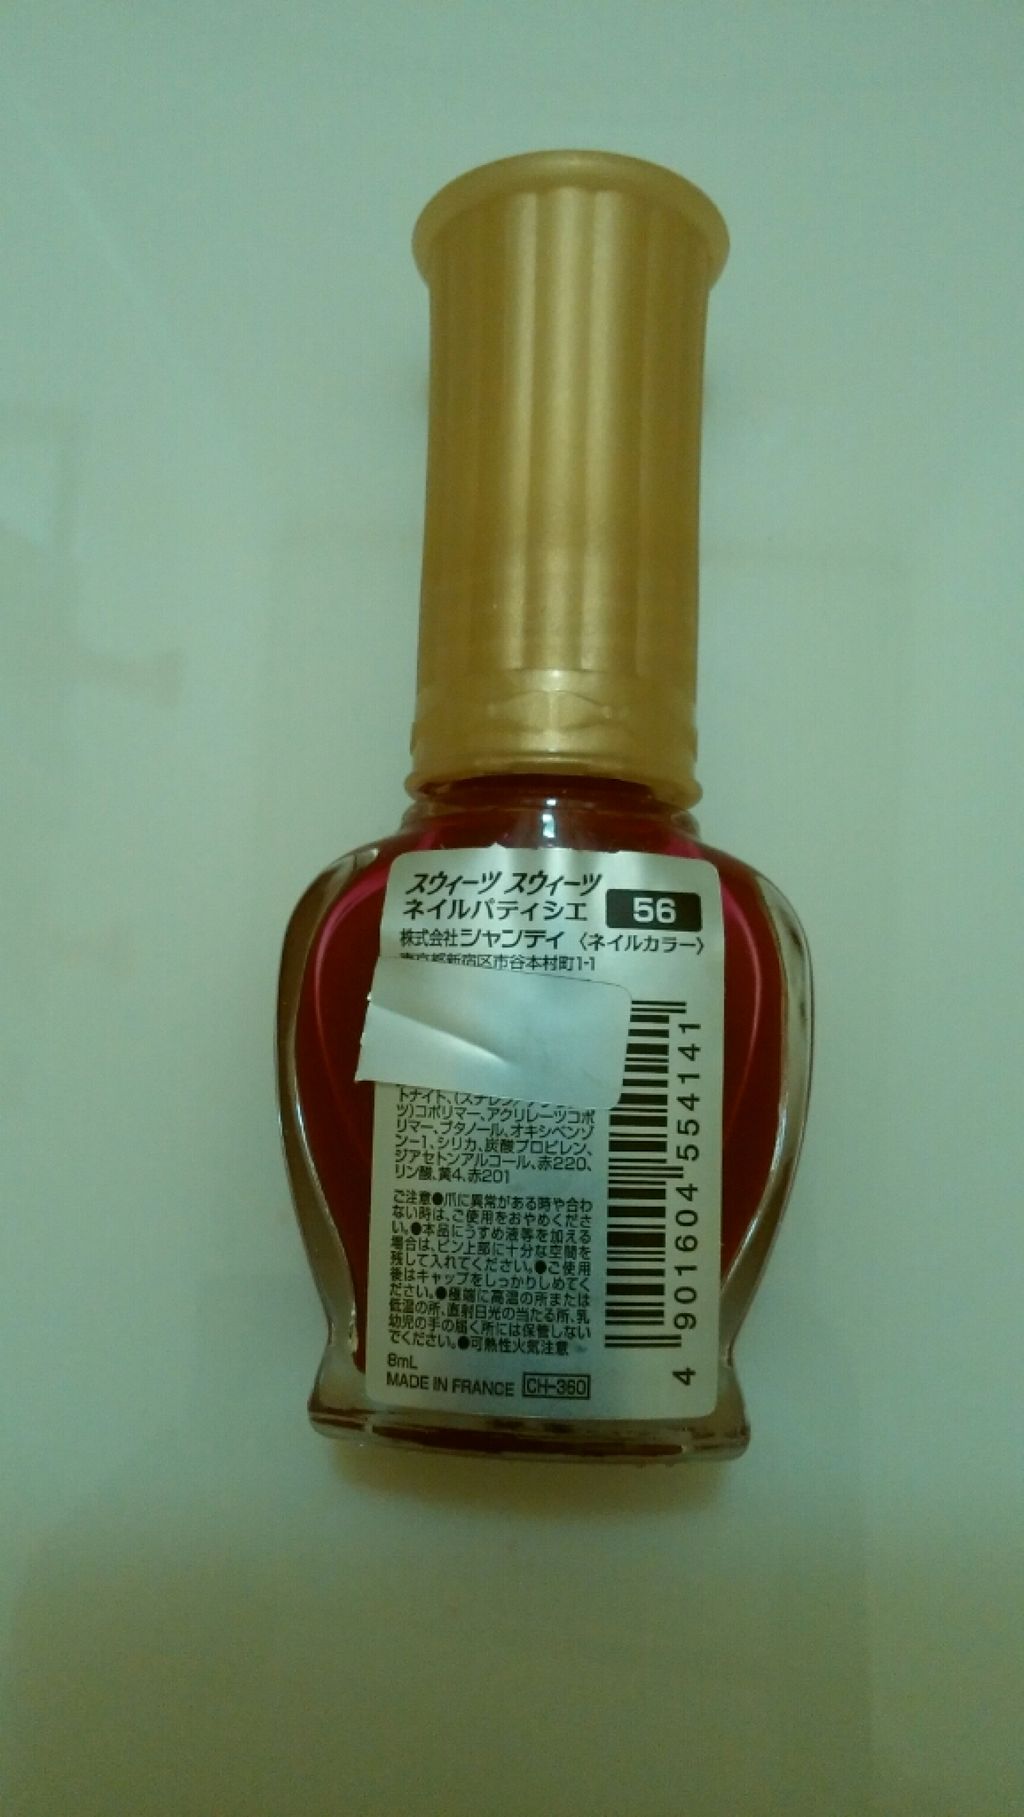 スウィーツ スウィーツ
ネイルパティシエ 56
株式会社シャンティ〈ネイルカラー〉
東京都新宿区市谷本村町1-1
トナイト、(スチレン/
ツ)コポリマー、アクリレーツコポ
リマー、ブタノール、オキシベンゾ
ン-1、シリカ、炭酸プロピレン、
ジアセトンアルコール、赤220、
リン酸、黄4、赤201
ご注意●爪に異常がある時や合わ
ない時は、ご使用をおやめくださ
い。●本品にうすめ液等を加える
場合は、ビン上部に十分な空間を
残して入れてください。●ご使用
後はキャップをしっかりしめてく
ださい。●極端に高温の所または
低温の所、直射日光の当たる所、乳
幼児の手の届く所には保管しない
でください。●可熱性火気注意
8mL
MADE IN FRANCE CH-360
4 901604 554141